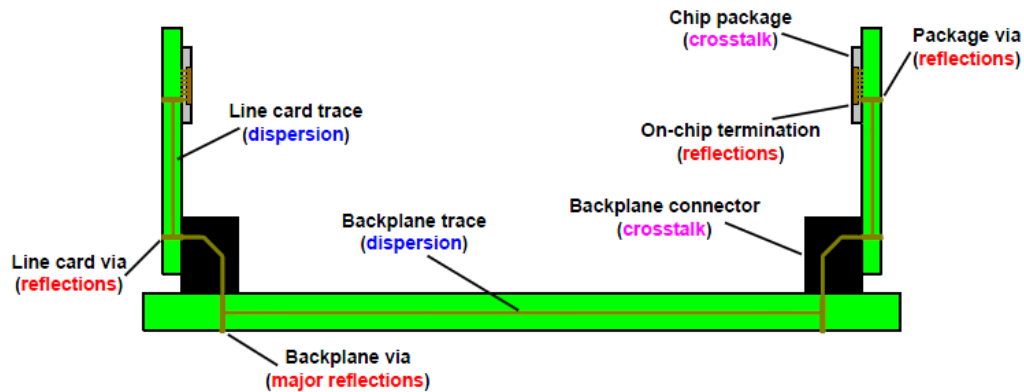 Chip package
(crosstalk)
Package via
(reflections)
Line card trace
(dispersion)
On-chip termination
(reflections)
Backplane trace
(dispersion)
Backplane connector
(crosstalk)
Line card via
(reflections)
Backplane via
(major reflections)